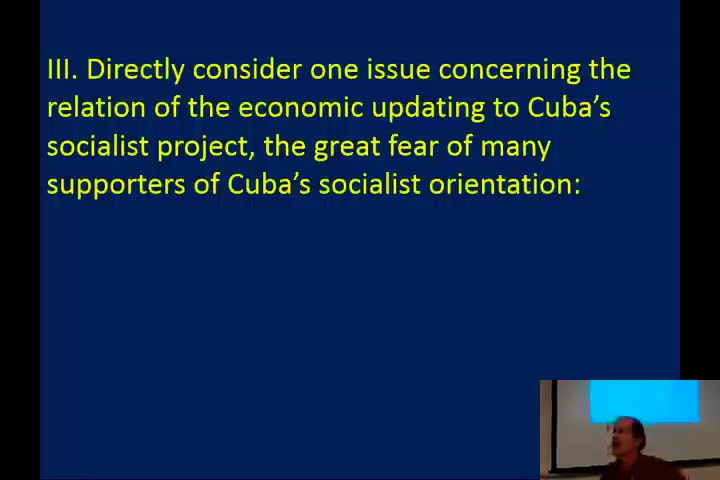 III. Directly consider one issue concerning the
relation of the economic updating to Cuba’s
socialist project, the great fear of many
supporters of Cuba’s socialist orientation: